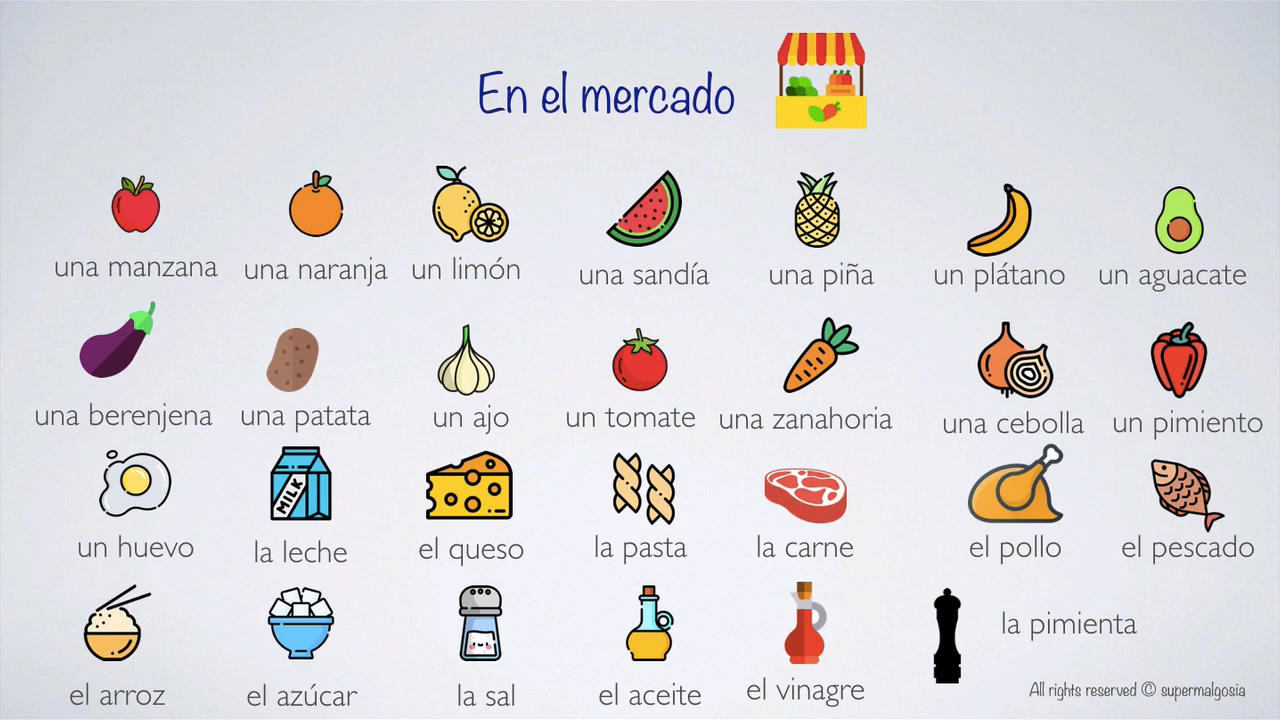 En el mercado
una manzana
una naranja
un limón
una sandía
una piña
un plátano
un aguacate
una berenjena
una patata
un ajo
un tomate
una zanahoria
una cebolla
un pimiento
MILK
un huevo
la leche
el queso
la pasta
la carne
el pollo
el pescado
el arroz
el azúcar
la sal
el aceite
el vinagre
la pimienta
All rights reserved © supermalgosia